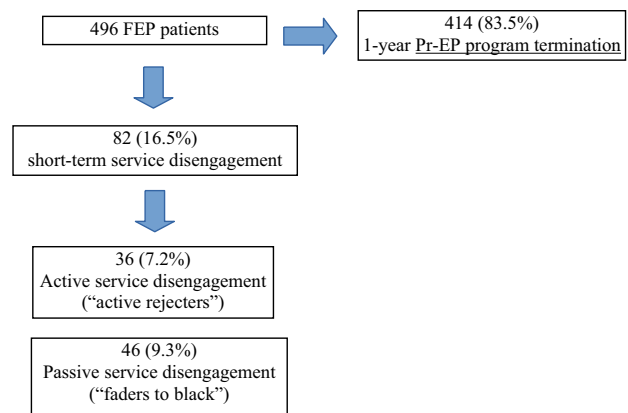 496 FEP patients
414 (83.5%)
1-year Pr-EP program termination
82 (16.5%)
short-term service disengagement
36 (7.2%)
Active service disengagement
(“active rejecters”)
46 (9.3%)
Passive service disengagement
(“faders to black”)